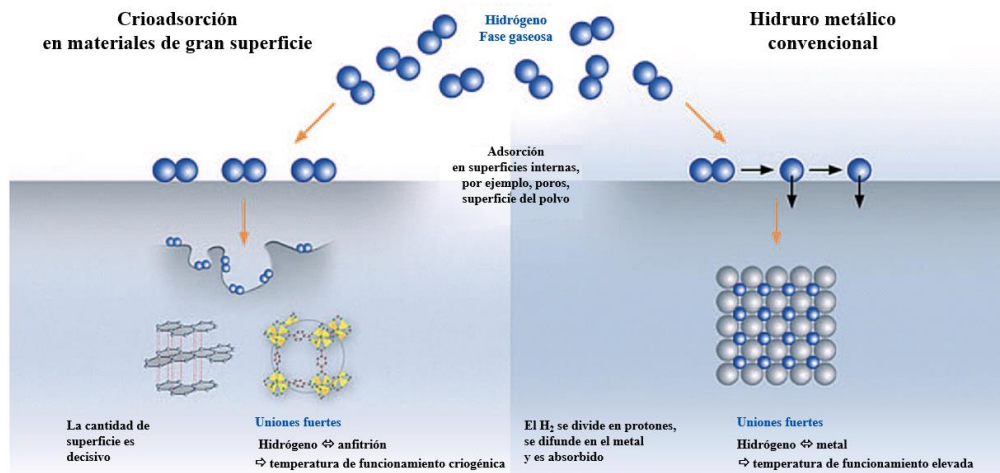 Crioadsorción
en materiales de gran superficie
Hidrógeno
Fase gaseosa
Hidruro metálico
convencional
Adsorción
en superficies internas,
por ejemplo, poros,
superficie del polvo
La cantidad de
superficie es
decisivo
Uniones fuertes
Hidrógeno ⇔ anfitrión
⇨ temperatura de funcionamiento criogénica
El H₂ se divide en protones,
se difunde en el metal
y es absorbido
Uniones fuertes
Hidrógeno ⇔ metal
⇨ temperatura de funcionamiento elevada